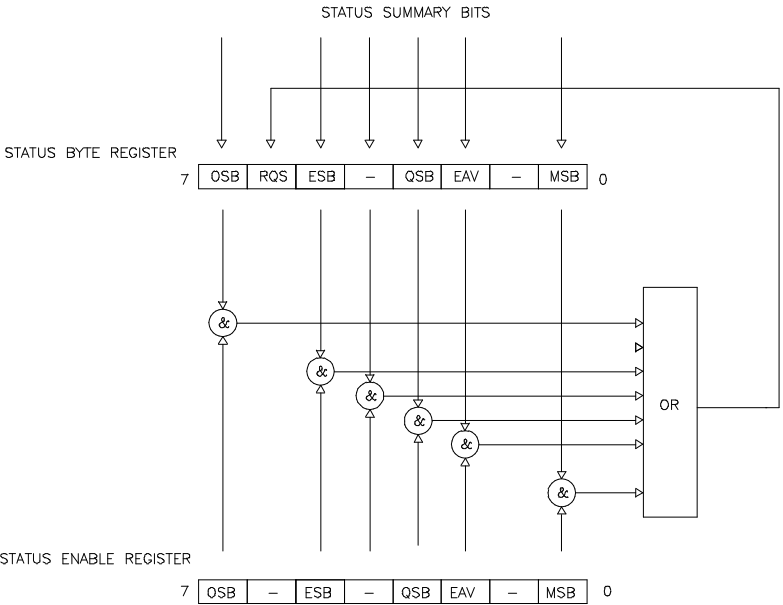 STATUS SUMMARY BITS
STATUS BYTE REGISTER
7 OSB RQS ESB – QSB EAV – MSB 0
&
&
&
&
&
&
OR
STATUS ENABLE REGISTER
7 OSB – ESB – QSB EAV – MSB 0